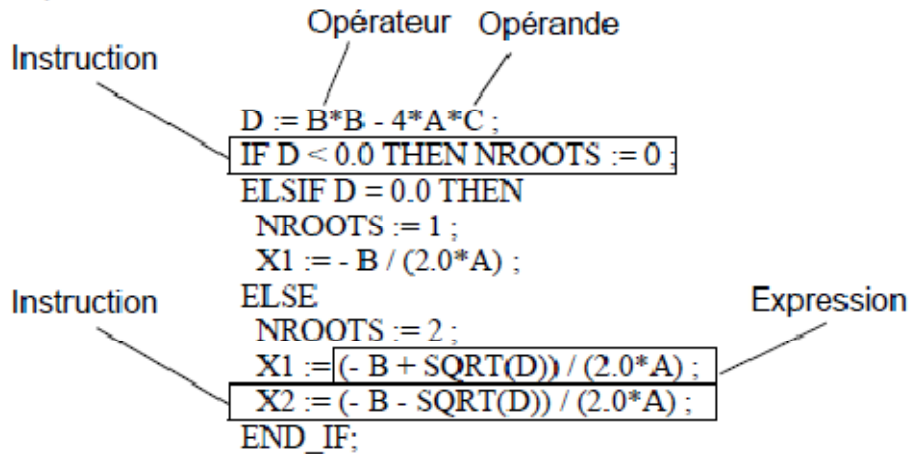 Opérateur Opérande
Instruction
D := B*B - 4*A*C ;
IF D < 0.0 THEN NROOTS := 0 ;
ELSIF D = 0.0 THEN
NROOTS := 1 ;
X1 := - B / (2.0*A) ;
Instruction
ELSE
Expression
NROOTS := 2 ;
X1 := (- B + SQRT(D)) / (2.0*A) ;
X2 := (- B - SQRT(D)) / (2.0*A) ;
END_IF;